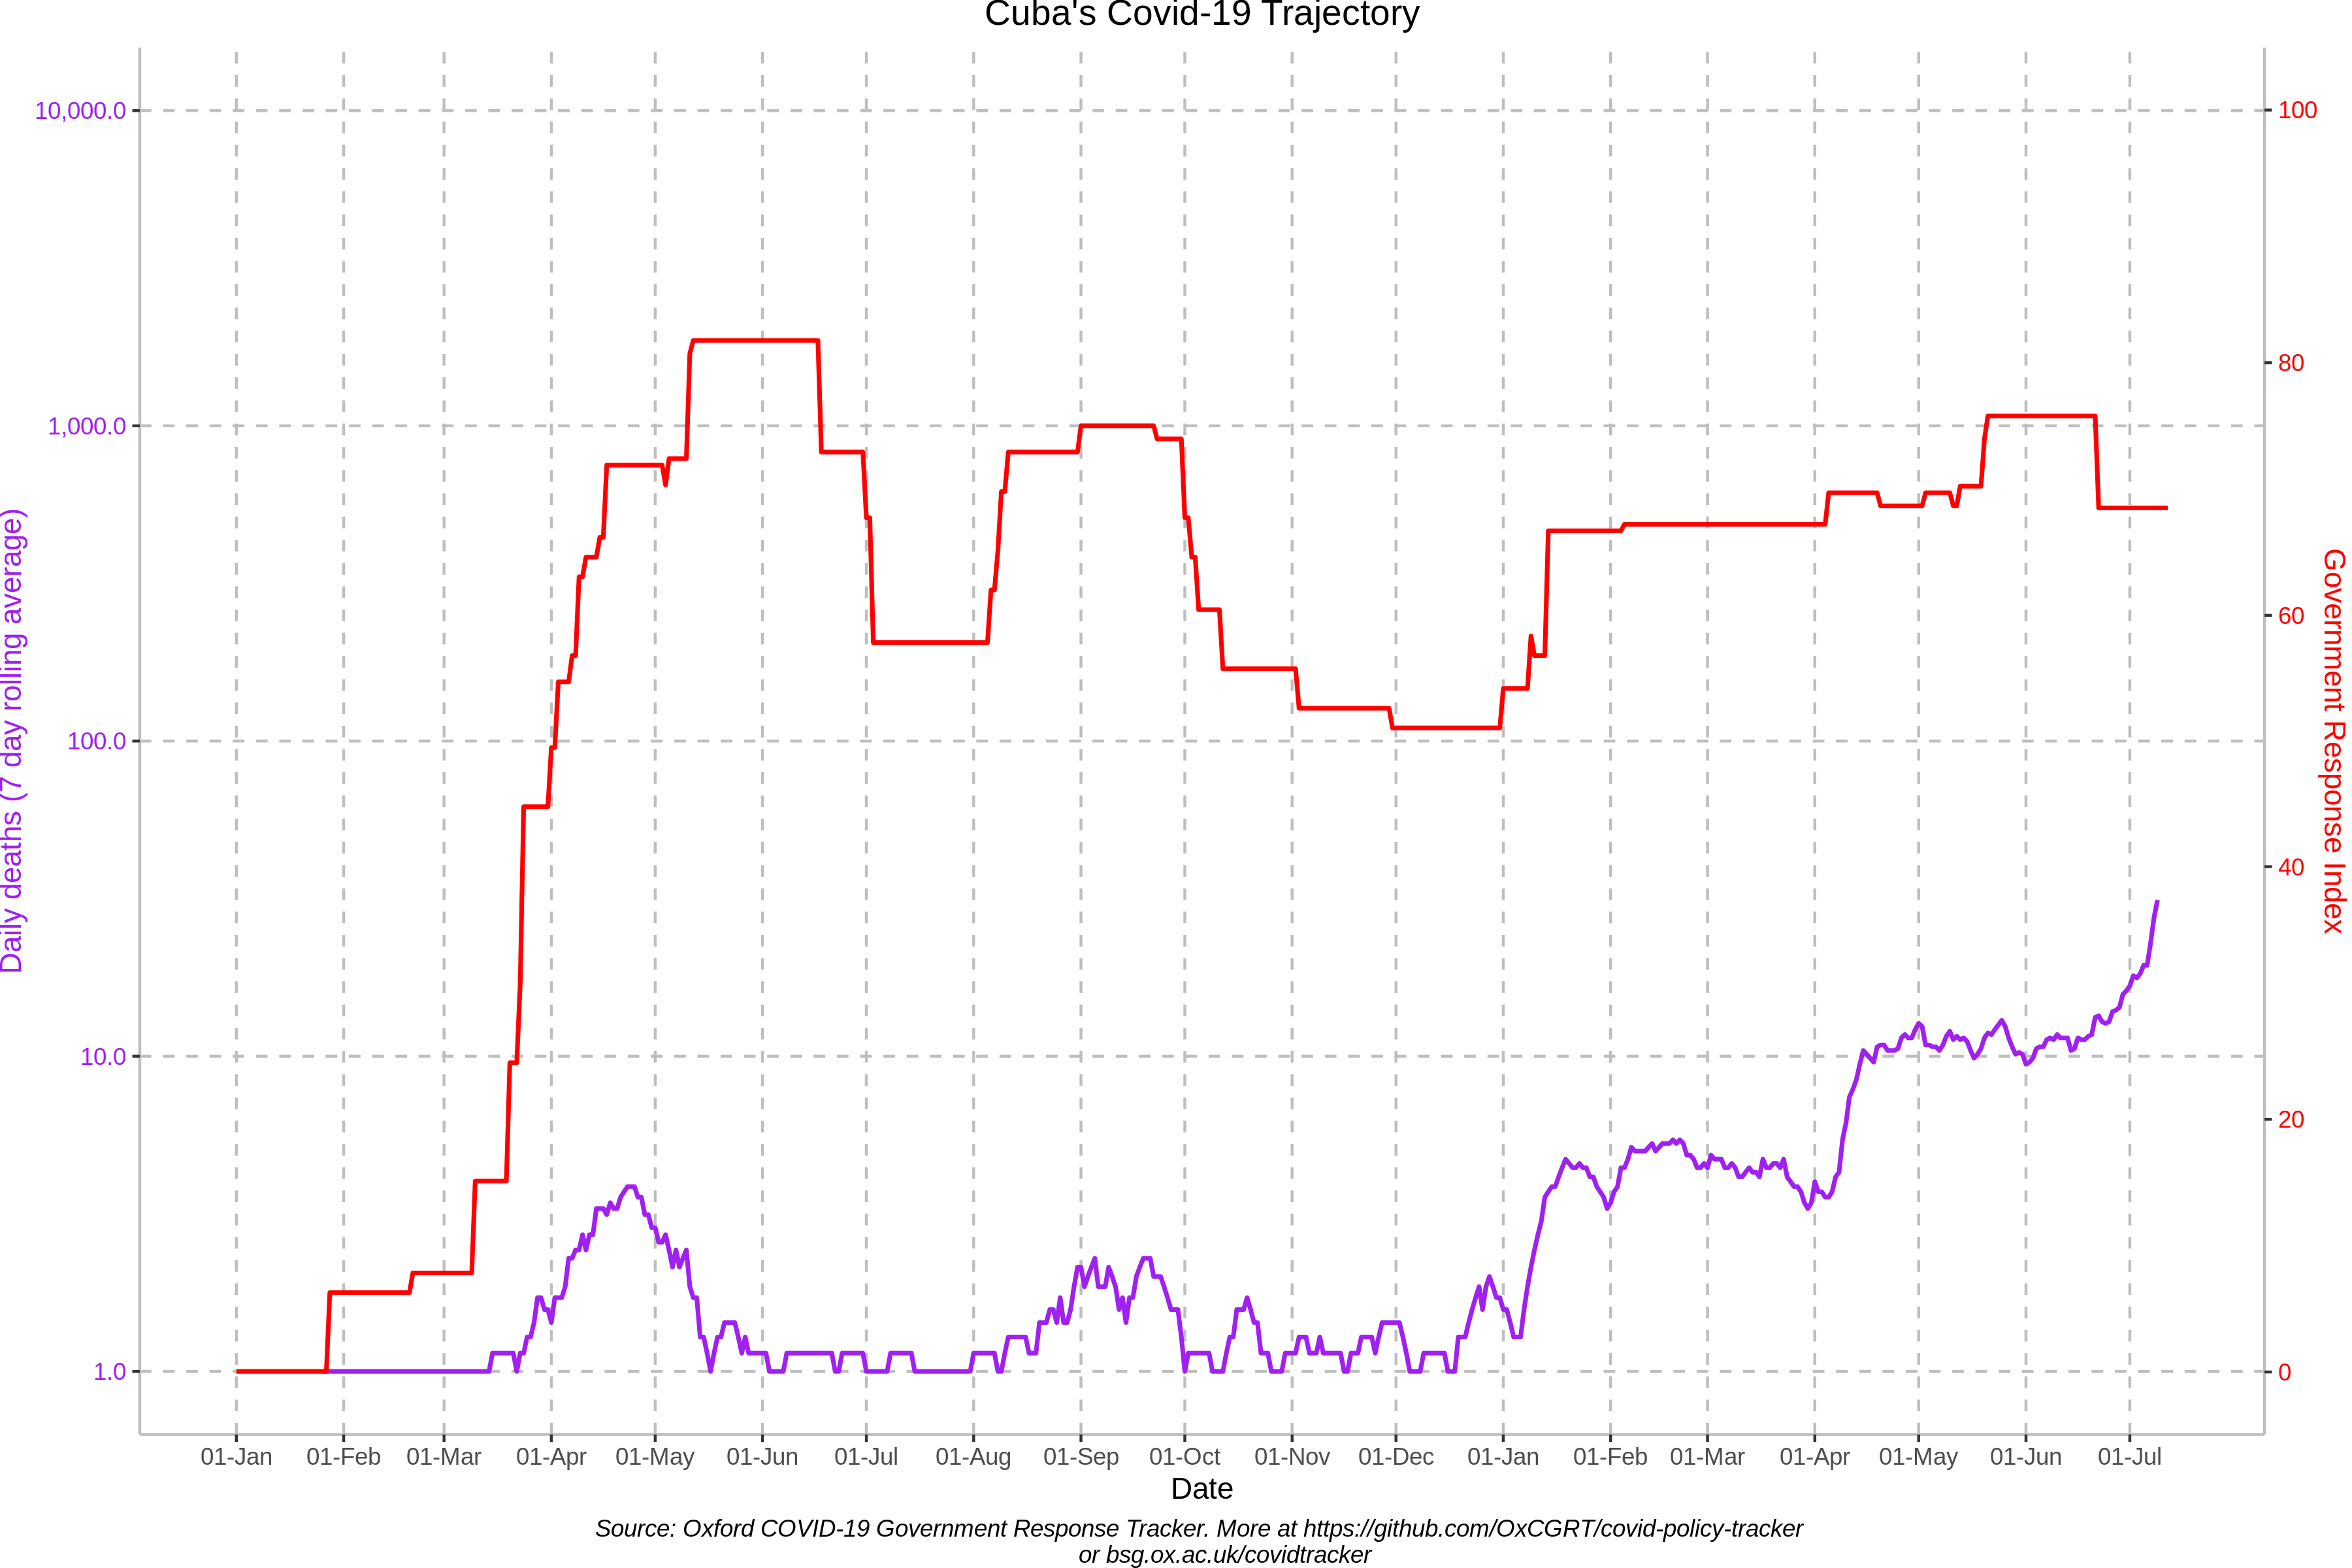 Cuba's Covid-19 Trajectory
10,000.0
1,000.0
100.0
10.0
1.0
Daily deaths (7 day rolling average)
100
80
60
40
20
0
Government Response Index
01-Jan 01-Feb 01-Mar 01-Apr 01-May 01-Jun 01-Jul 01-Aug 01-Sep 01-Oct 01-Nov 01-Dec 01-Jan 01-Feb 01-Mar 01-Apr 01-May 01-Jun 01-Jul
Date
Source: Oxford COVID-19 Government Response Tracker. More at https://github.com/OxCGRT/covid-policy-tracker
or bsg.ox.ac.uk/covidtracker